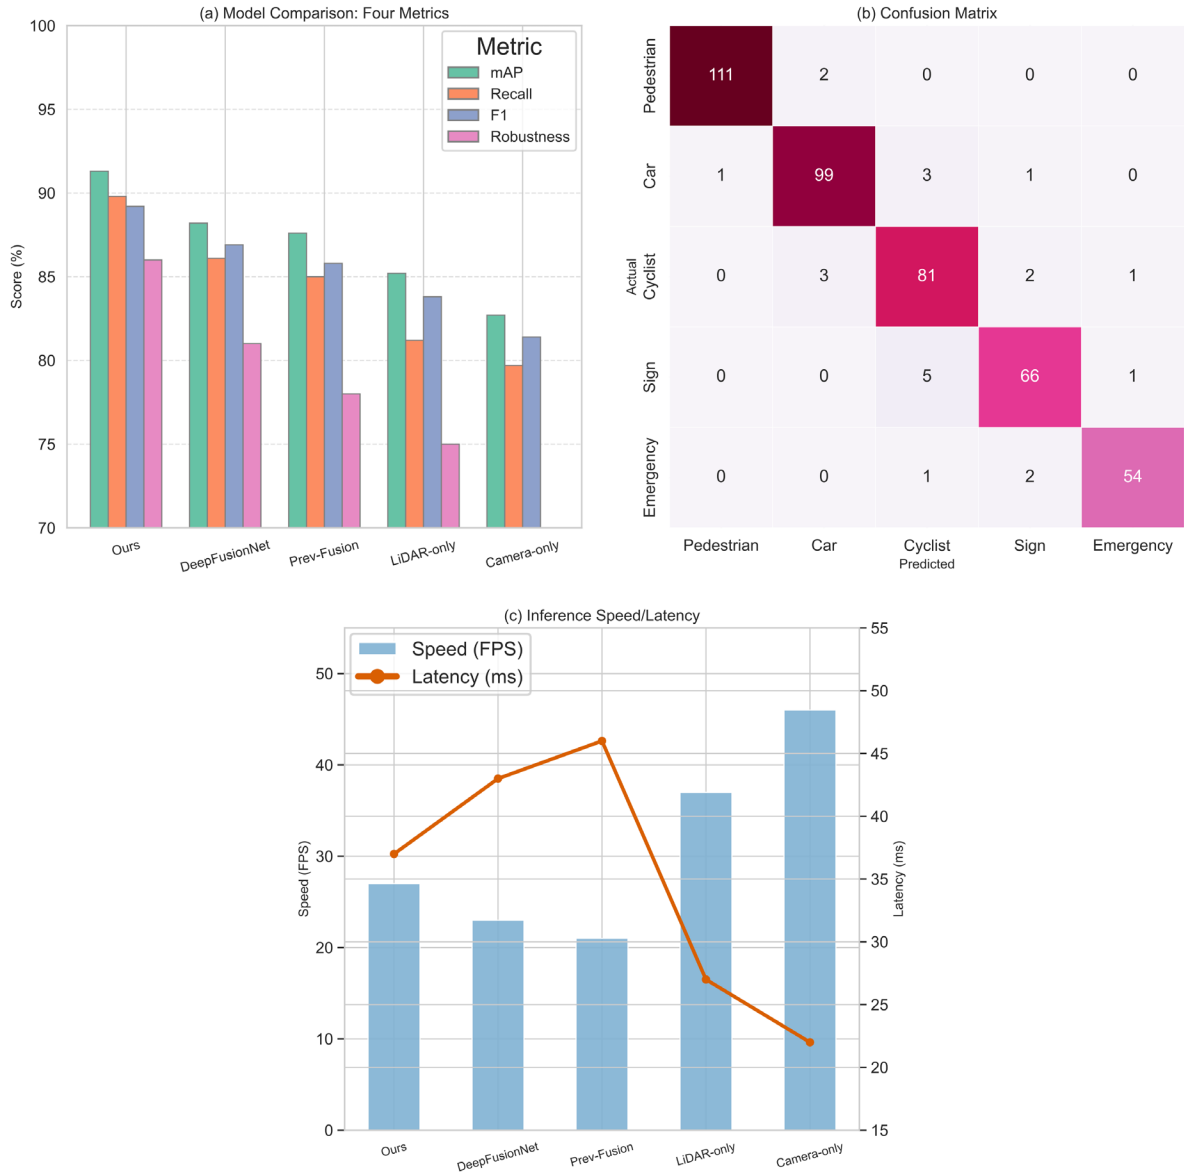 (a) Model Comparison: Four Metrics
100
95
90
85
80
75
70
Score (%)
Metric
mAP
Recall
F1
Robustness
Ours
DeepFusionNet
Prev-Fusion
LiDAR-only
Camera-only
(b) Confusion Matrix
Pedestrian 111 2 0 0 0
Car 1 99 3 1 0
Actual
Cyclist 0 3 81 2 1
Sign 0 0 5 66 1
Emergency 0 0 1 2 54
Pedestrian Car Cyclist Sign Emergency
Predicted
(c) Inference Speed/Latency
Speed (FPS)
Latency (ms)
50
40
30
20
10
0
Speed (FPS)
55
50
45
40
35
30
25
20
15
Latency (ms)
Ours
DeepFusionNet
Prev-Fusion
LiDAR-only
Camera-only